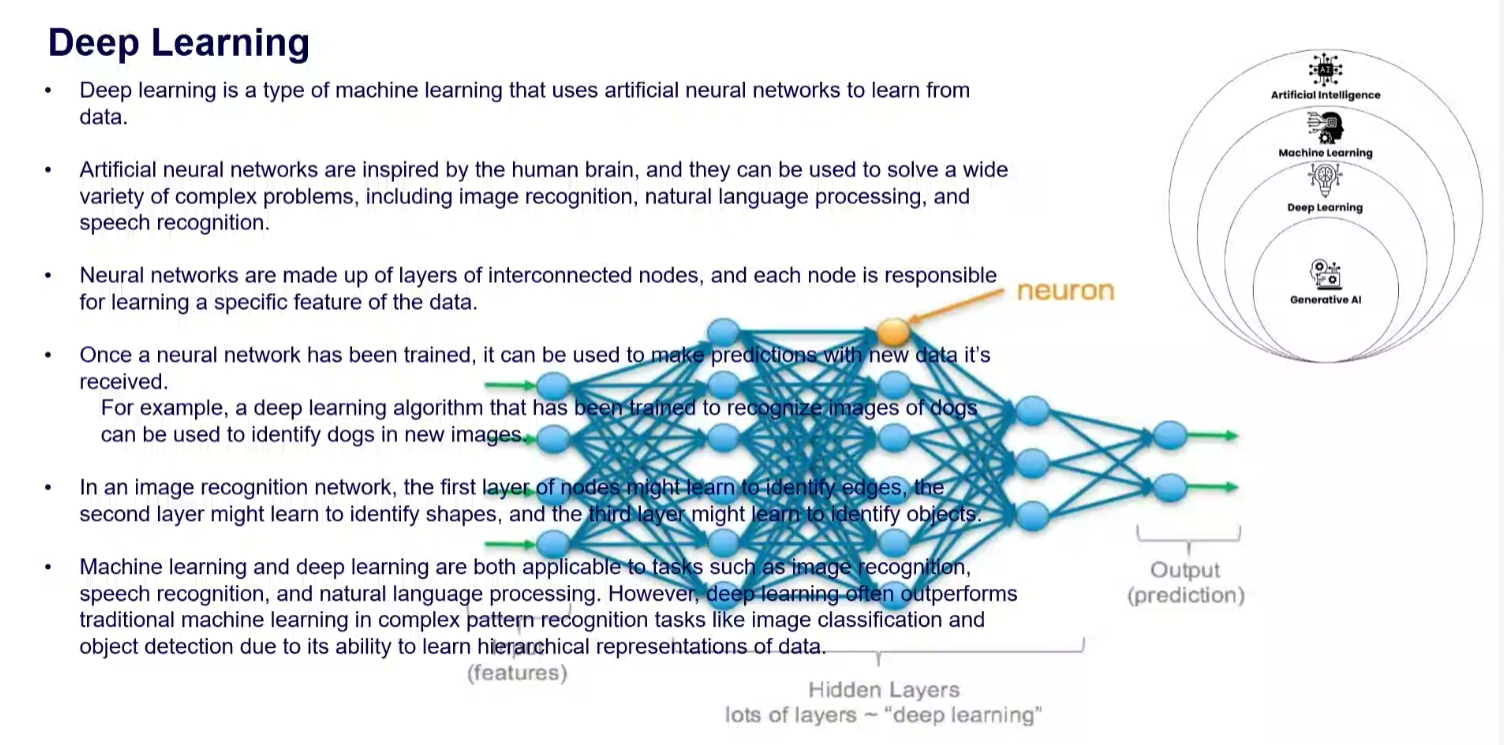 Deep Learning
• Deep learning is a type of machine learning that uses artificial neural networks to learn from
data.
• Artificial neural networks are inspired by the human brain, and they can be used to solve a wide
variety of complex problems, including image recognition, natural language processing, and
speech recognition.
• Neural networks are made up of layers of interconnected nodes, and each node is responsible
for learning a specific feature of the data.
• Once a neural network has been trained, it can be used to make predictions with new data it's
received.
For example, a deep learning algorithm that has been trained to recognize images of dogs
can be used to identify dogs in new images.
• In an image recognition network, the first layer of nodes might learn to identify edges, the
second layer might learn to identify shapes, and the third layer might learn to identify objects.
• Machine learning and deep learning are both applicable to tasks such as image recognition,
speech recognition, and natural language processing. However, deep learning often outperforms
traditional machine learning in complex pattern recognition tasks like image classification and
object detection due to its ability to learn hierarchical representations of data.
neuron
(features)
Hidden Layers
lots of layers ~ “deep learning”
Output
(prediction)
AI
Artificial Intelligence
Machine Learning
Deep Learning
Generative AI